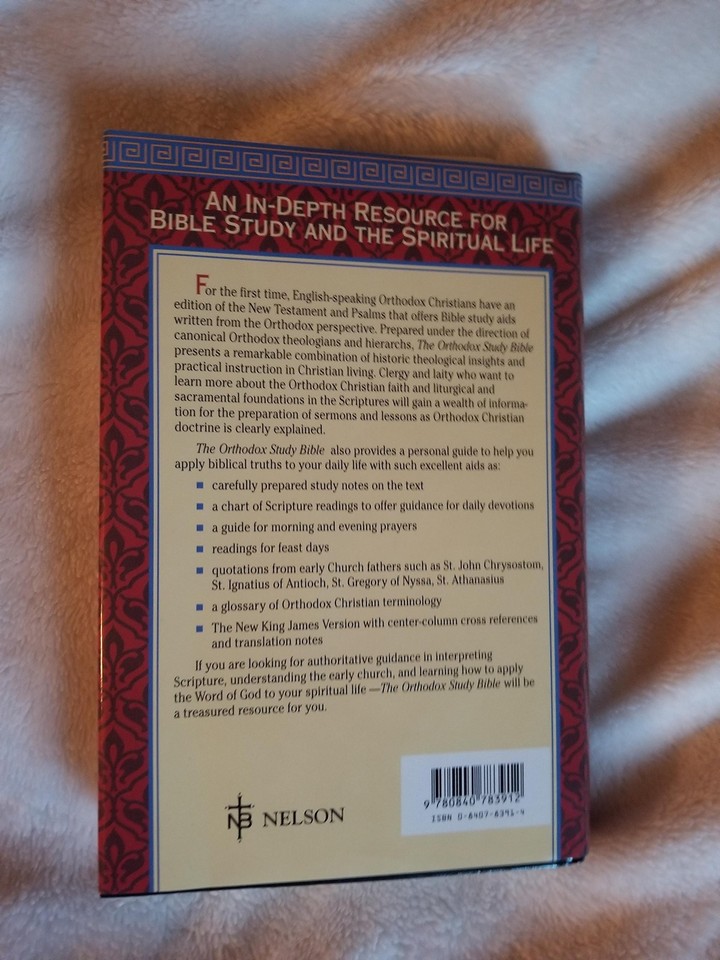 AN IN-DEPTH RESOURCE FOR
BIBLE STUDY AND THE SPIRITUAL LIFE
For the first time, English-speaking Orthodox Christians have an
edition of the New Testament and Psalms that offers Bible study aids
written from the Orthodox perspective. Prepared under the direction of
canonical Orthodox theologians and hierarchs, The Orthodox Study Bible
presents a remarkable combination of historic theological insights and
practical instruction in Christian living. Clergy and laity who want to
learn more about the Orthodox Christian faith and liturgical and
sacramental foundations in the Scriptures will gain a wealth of informa-
tion for the preparation of sermons and lessons as Orthodox Christian
doctrine is clearly explained.
The Orthodox Study Bible also provides a personal guide to help you
apply biblical truths to your daily life with such excellent aids as:
■ carefully prepared study notes on the text
■ a chart of Scripture readings to offer guidance for daily devotions
■ a guide for morning and evening prayers
■ readings for feast days
■ quotations from early Church fathers such as St. John Chrysostom,
St. Ignatius of Antioch, St. Gregory of Nyssa, St. Athanasius
■ a glossary of Orthodox Christian terminology
■ The New King James Version with center-column cross references
and translation notes
If you are looking for authoritative guidance in interpreting
Scripture, understanding the early church, and learning how to apply
the Word of God to your spiritual life —The Orthodox Study Bible will be
a treasured resource for you.
NB NELSON
9 780840 783912
ISBN 0-8407-8391-4